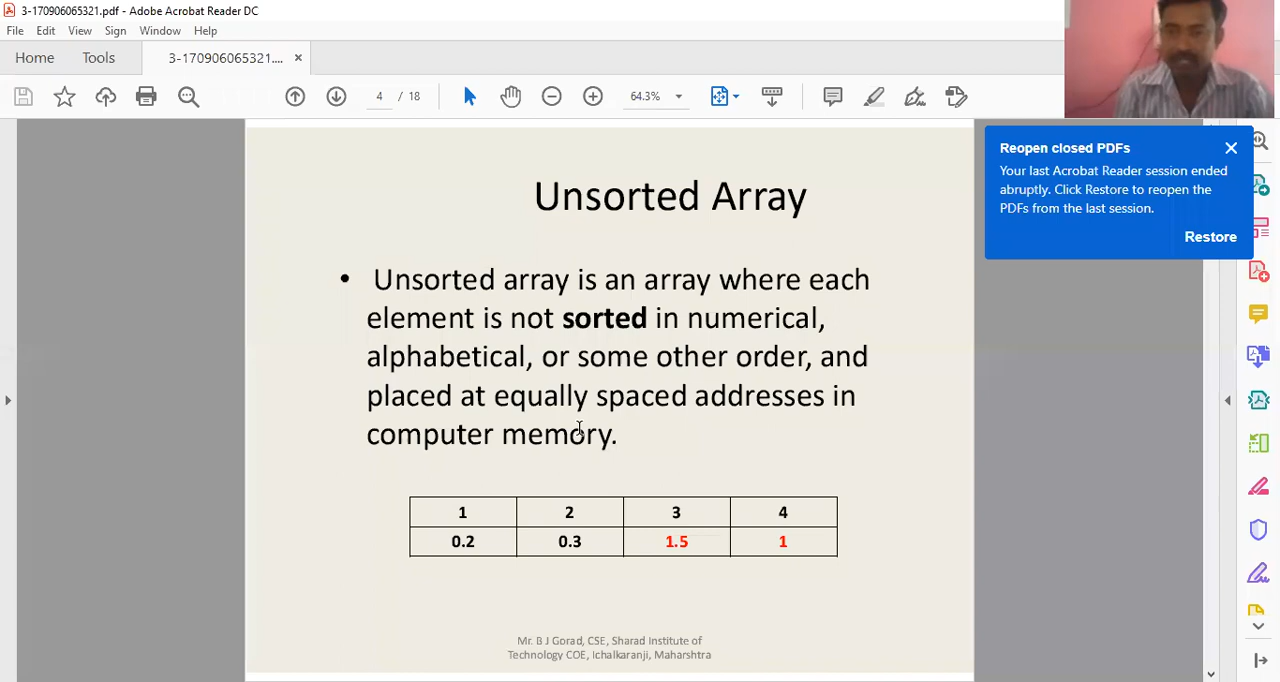 3-170906065321.pdf - Adobe Acrobat Reader DC
File Edit View Sign Window Help
Home Tools 3-170906065321.... ×
4 / 18 64.3%
Reopen closed PDFs
Your last Acrobat Reader session ended
abruptly. Click Restore to reopen the
PDFs from the last session.
Restore
Unsorted Array
• Unsorted array is an array where each
element is not sorted in numerical,
alphabetical, or some other order, and
placed at equally spaced addresses in
computer memory.
1 2 3 4
0.2 0.3 1.5 1
Mr. B J Gorad, CSE, Sharad Institute of
Technology COE, Ichalkaranji, Maharshtra